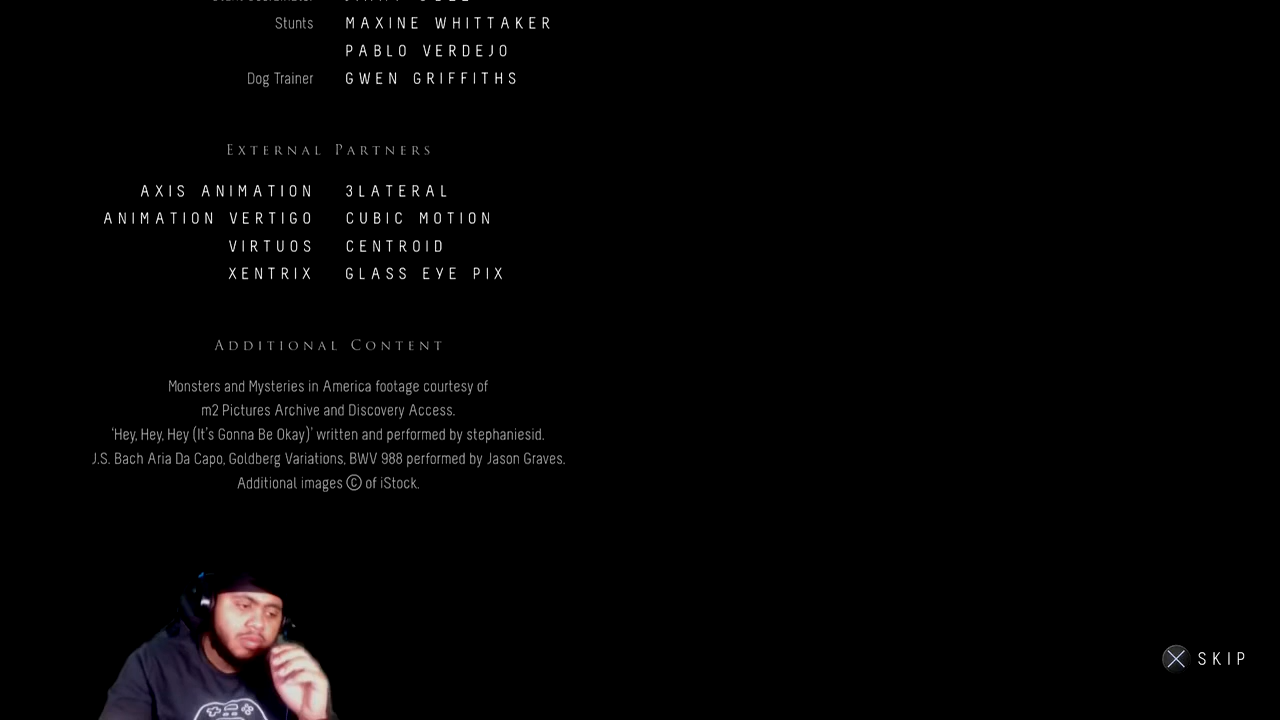 Stunts MAXINE WHITTAKER
PABLO VERDEJO
Dog Trainer GWEN GRIFFITHS
EXTERNAL PARTNERS
AXIS ANIMATION 3LATERAL
ANIMATION VERTIGO CUBIC MOTION
VIRTUOS CENTROID
XENTRIX GLASS EYE PIX
ADDITIONAL CONTENT
Monsters and Mysteries in America footage courtesy of
m2 Pictures Archive and Discovery Access.
'Hey, Hey, Hey (It's Gonna Be Okay)' written and performed by stephaniesid.
J.S. Bach Aria Da Capo, Goldberg Variations, BWV 988 performed by Jason Graves.
Additional images © of iStock.
SKIP